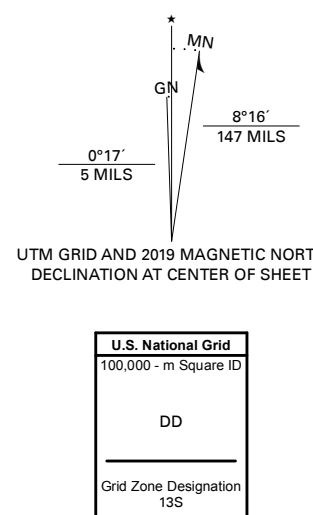 MN
GN
8°16´
147 MILS
0°17´
5 MILS
UTM GRID AND 2019 MAGNETIC NORT
DECLINATION AT CENTER OF SHEET
U.S. National Grid
100,000 - m Square ID
DD
Grid Zone Designation
13S